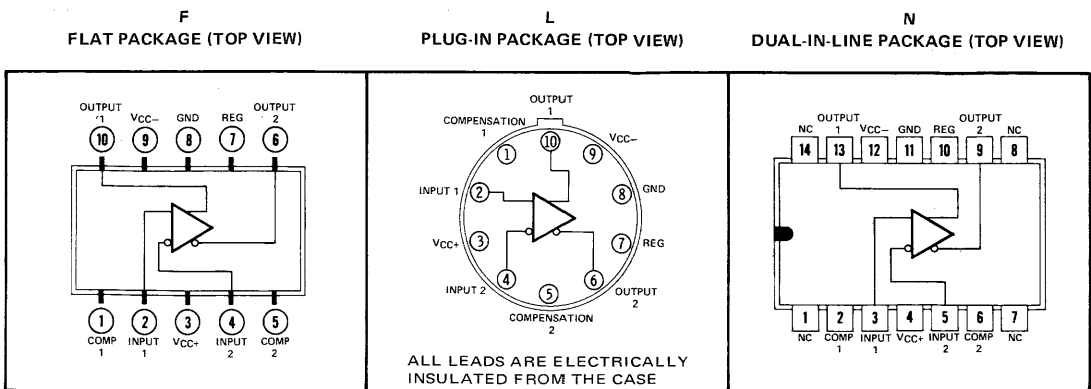 F
FLAT PACKAGE (TOP VIEW)
L
PLUG-IN PACKAGE (TOP VIEW)
N
DUAL-IN-LINE PACKAGE (TOP VIEW)
OUTPUT
1
VCC−
GND
REG
OUTPUT
2
10
9
8
7
6
1
2
3
4
5
COMP
1
INPUT
1
VCC+
INPUT
2
COMP
2
OUTPUT
1
COMPENSATION
1
VCC−
1
10
9
INPUT 1
2
8
GND
VCC+
3
7
REG
INPUT 2
4
5
6
OUTPUT
2
COMPENSATION
2
ALL LEADS ARE ELECTRICALLY
INSULATED FROM THE CASE
NC
OUTPUT
1
VCC−
GND
REG
OUTPUT
2
NC
14
13
12
11
10
9
8
1
2
3
4
5
6
7
NC
COMP
1
INPUT
1
VCC+
INPUT
2
COMP
2
NC